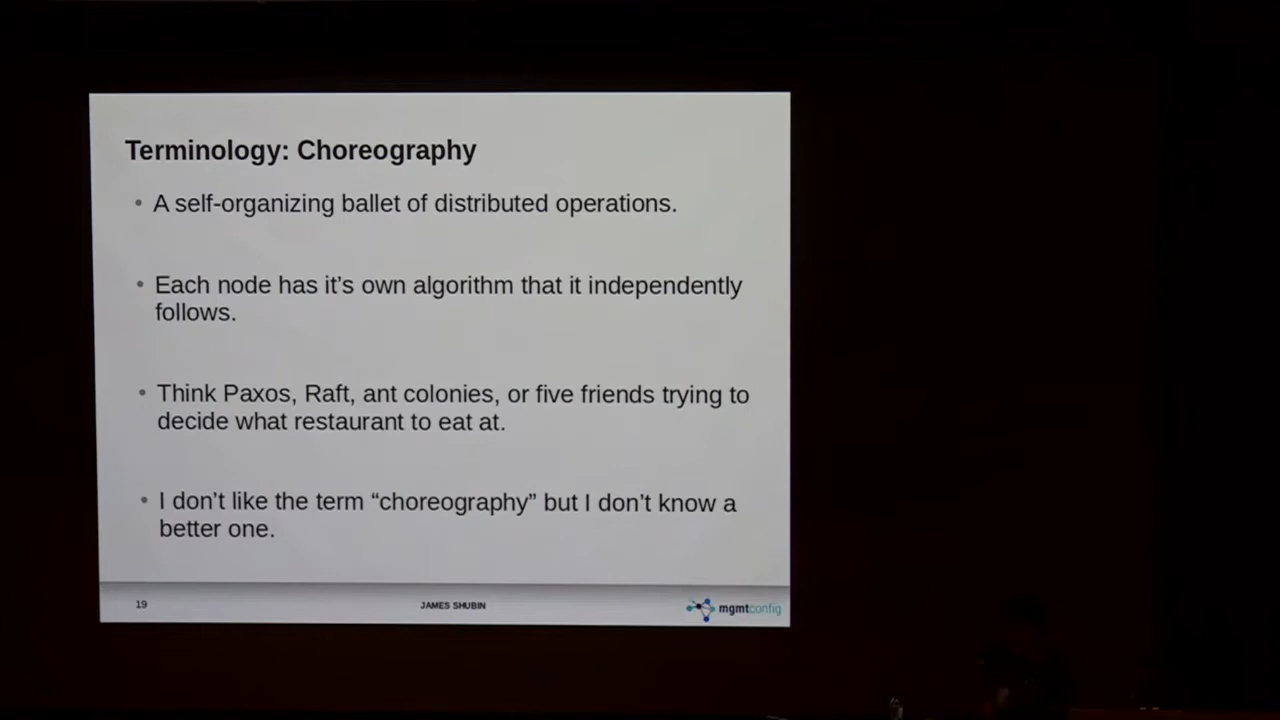 Terminology: Choreography
• A self-organizing ballet of distributed operations.
• Each node has it’s own algorithm that it independently
follows.
• Think Paxos, Raft, ant colonies, or five friends trying to
decide what restaurant to eat at.
• I don’t like the term “choreography” but I don’t know a
better one.
19
JAMES SHUBIN
mgmtconfig